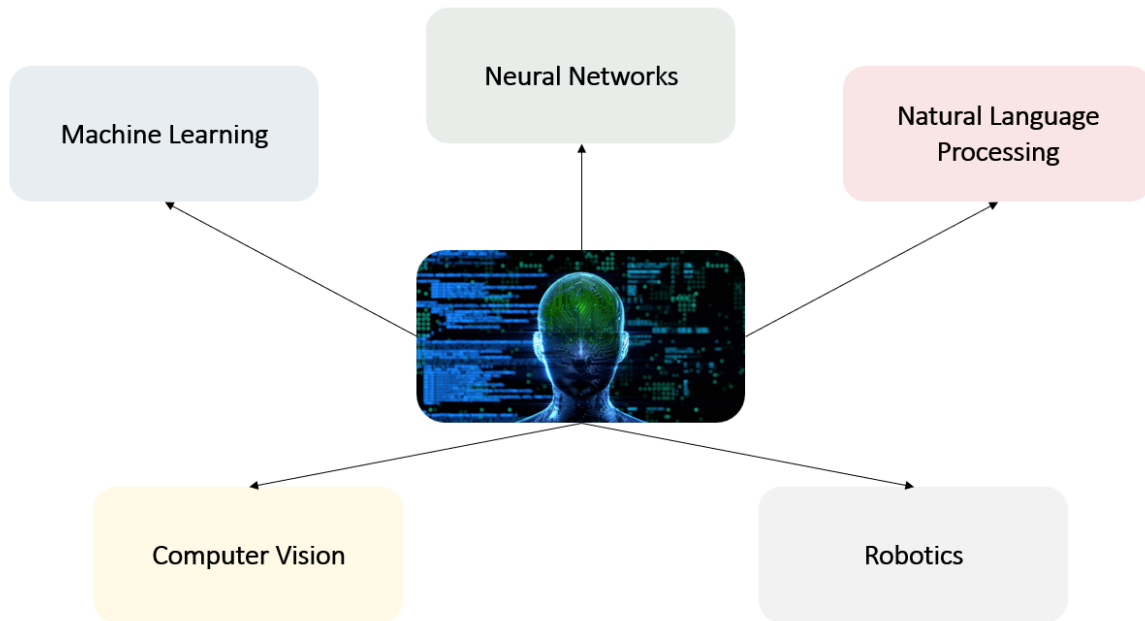 Neural Networks
Machine Learning
Natural Language
Processing
Computer Vision
Robotics